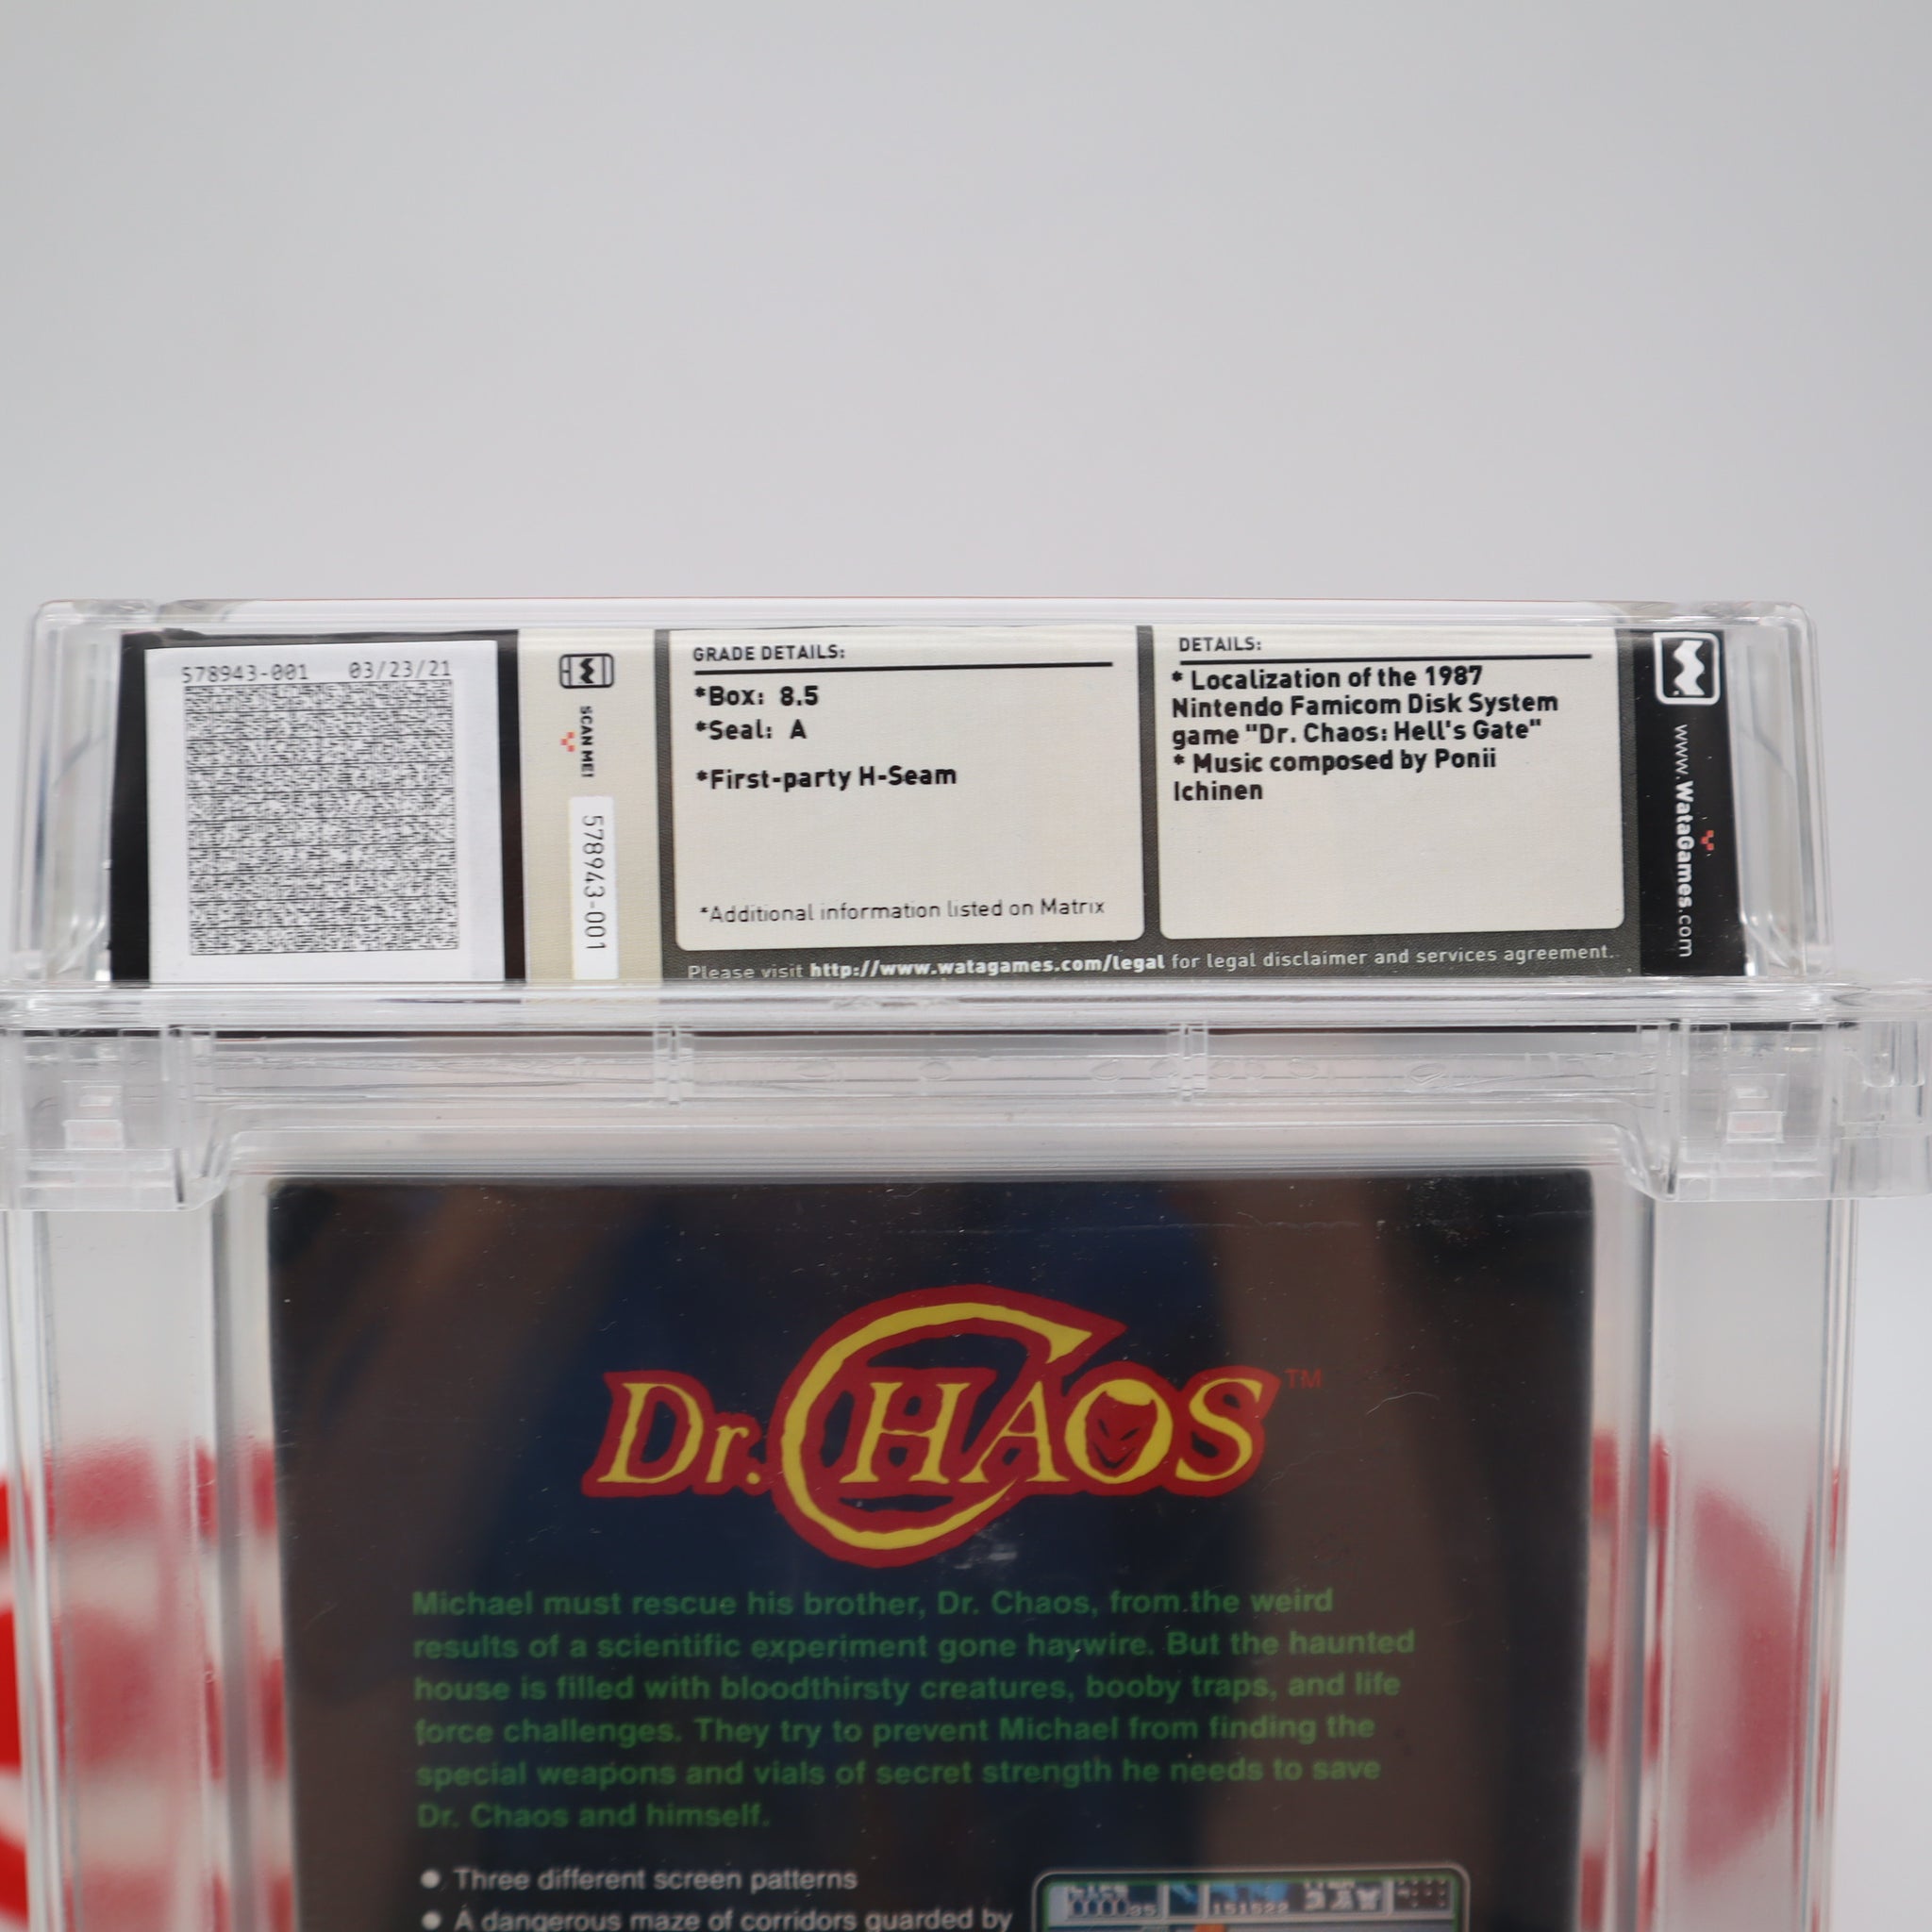 578943-001 03/23/21
SCAN ME!
578943-001
GRADE DETAILS:
*Box: 8.5
*Seal: A
*First-party H-Seam
*Additional information listed on Matrix
DETAILS:
* Localization of the 1987
Nintendo Famicom Disk System
game "Dr. Chaos: Hell's Gate"
* Music composed by Ponii
Ichinen
Please visit http://www.watagames.com/legal for legal disclaimer and services agreement.
www.WataGames.com
Dr. CHAOS™
Michael must rescue his brother, Dr. Chaos, from the weird
results of a scientific experiment gone haywire. But the haunted
house is filled with bloodthirsty creatures, booby traps, and life
force challenges. They try to prevent Michael from finding the
special weapons and vials of secret strength he needs to save
Dr. Chaos and himself.
● Three different screen patterns
● A dangerous maze of corridors guarded by